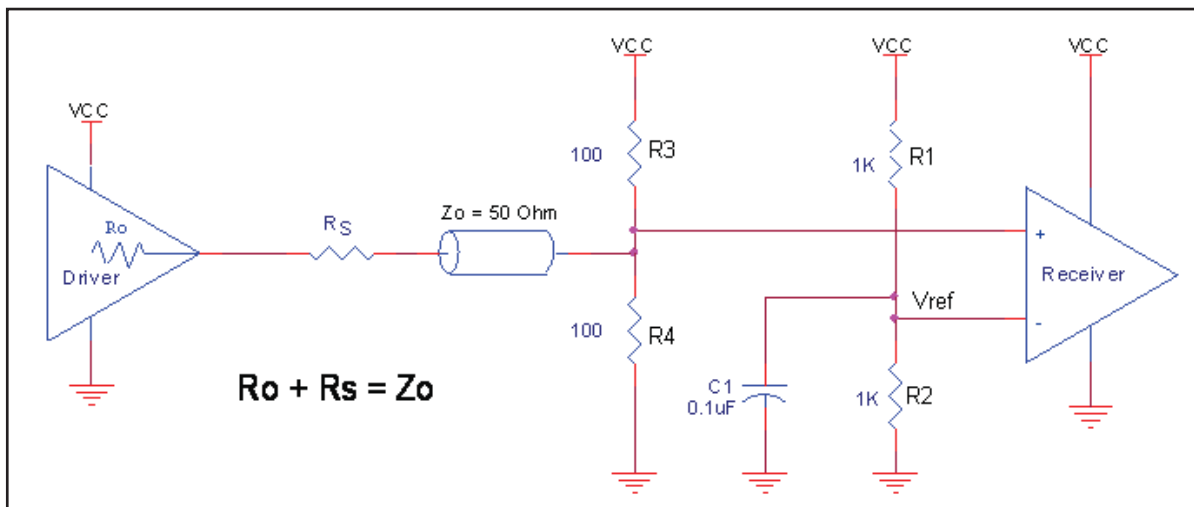 VCC
VCC
VCC
VCC
100
R3
1K
R1
Ro
Driver
RS
Zo = 50 Ohm
+
Receiver
Vref
-
100
R4
Ro + Rs = Zo
C1
0.1uF
1K
R2